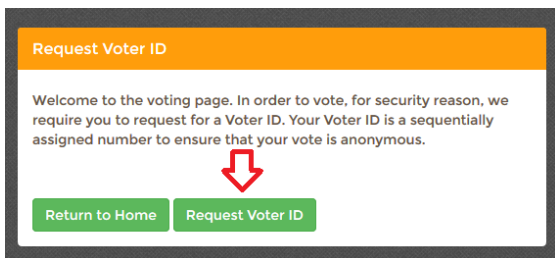 Request Voter ID
Welcome to the voting page. In order to vote, for security reason, we
require you to request for a Voter ID. Your Voter ID is a sequentially
assigned number to ensure that your vote is anonymous.
Return to Home Request Voter ID